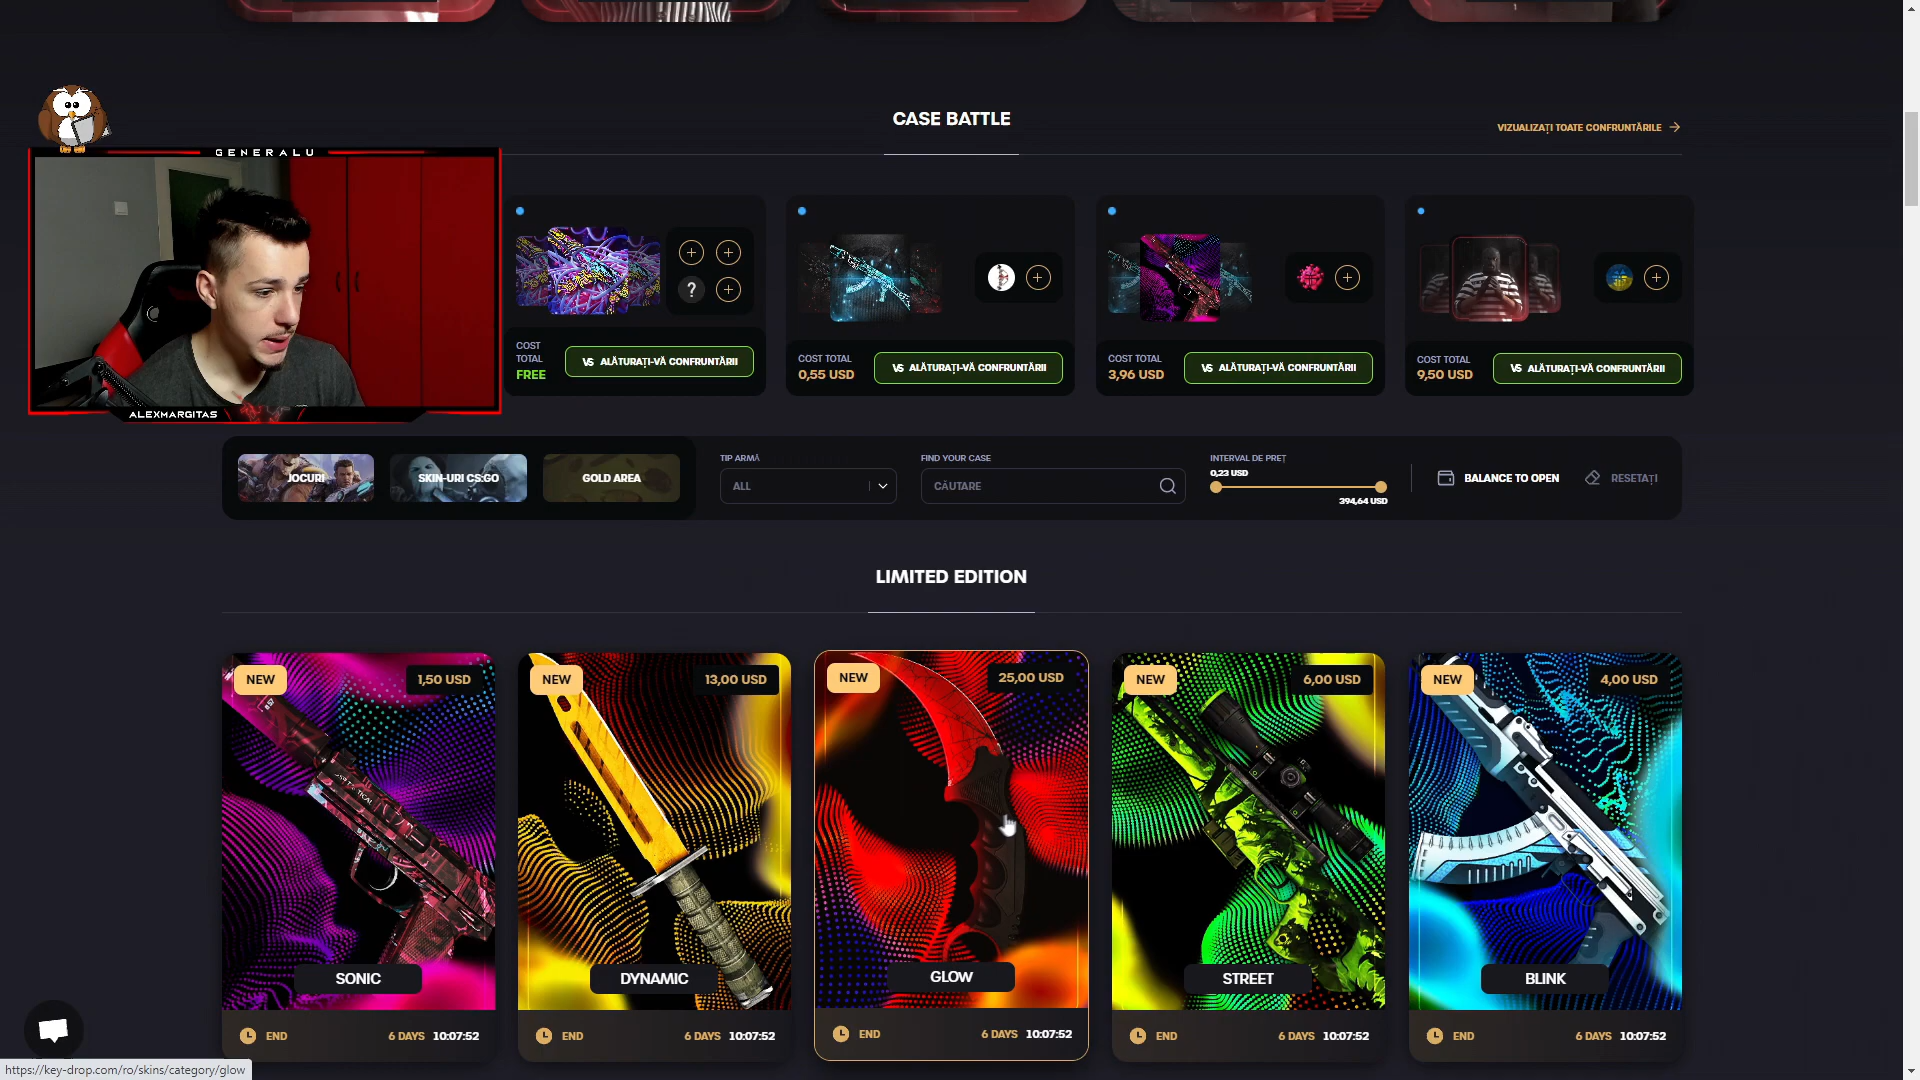 CASE BATTLE
VIZUALIZAȚI TOATE CONFRUNTĂRILE
GENERALU
ALEXMARGITAS
?
COST TOTAL
FREE
VS ALĂTURAȚI-VĂ CONFRUNTĂRII
COST TOTAL
0,55 USD
VS ALĂTURAȚI-VĂ CONFRUNTĂRII
COST TOTAL
3,96 USD
VS ALĂTURAȚI-VĂ CONFRUNTĂRII
COST TOTAL
9,50 USD
VS ALĂTURAȚI-VĂ CONFRUNTĂRII
JOCURI
SKIN-URI CS:GO
GOLD AREA
TIP ARMĂ
ALL
FIND YOUR CASE
CĂUTARE
INTERVAL DE PREȚ
0,23 USD
394,64 USD
BALANCE TO OPEN
RESETAȚI
LIMITED EDITION
NEW
1,50 USD
SONIC
END
6 DAYS 10:07:52
NEW
13,00 USD
DYNAMIC
END
6 DAYS 10:07:52
NEW
25,00 USD
GLOW
END
6 DAYS 10:07:52
NEW
6,00 USD
STREET
END
6 DAYS 10:07:52
NEW
4,00 USD
BLINK
END
6 DAYS 10:07:52
https://key-drop.com/ro/skins/category/glow